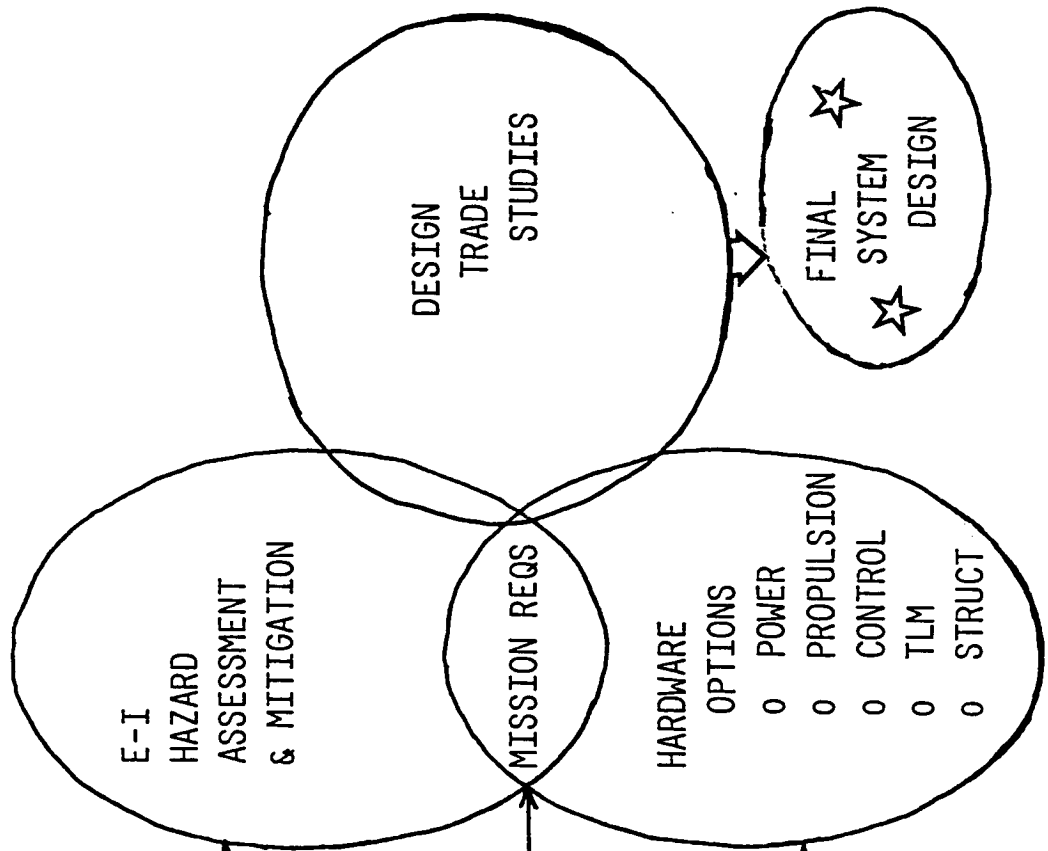 E-I
HAZARD
ASSESSMENT
& MITIGATION
MISSION REQS
HARDWARE
OPTIONS
O POWER
O PROPULSION
O CONTROL
O TLM
O STRUCT
DESIGN
TRADE
STUDIES
FINAL
SYSTEM
DESIGN